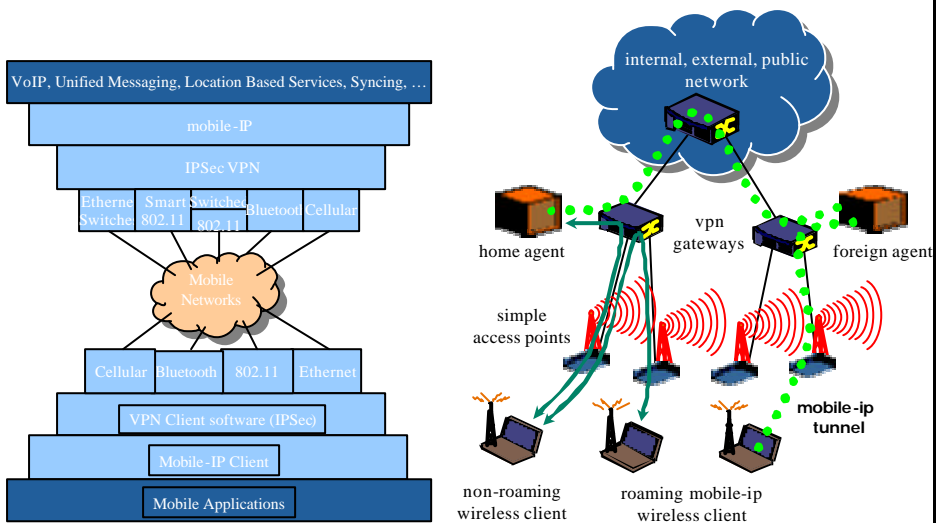 VoIP, Unified Messaging, Location Based Services, Syncing, …
mobile-IP
IPSec VPN
Etherne
Switche
Smart
802.11
Switched
802.11
Bluetooth
Cellular
Mobile
Networks
Cellular
Bluetooth
802.11
Ethernet
VPN Client software (IPSec)
Mobile-IP Client
Mobile Applications
internal, external, public
network
home agent
vpn
gateways
foreign agent
simple
access points
mobile-ip
tunnel
non-roaming
wireless client
roaming mobile-ip
wireless client